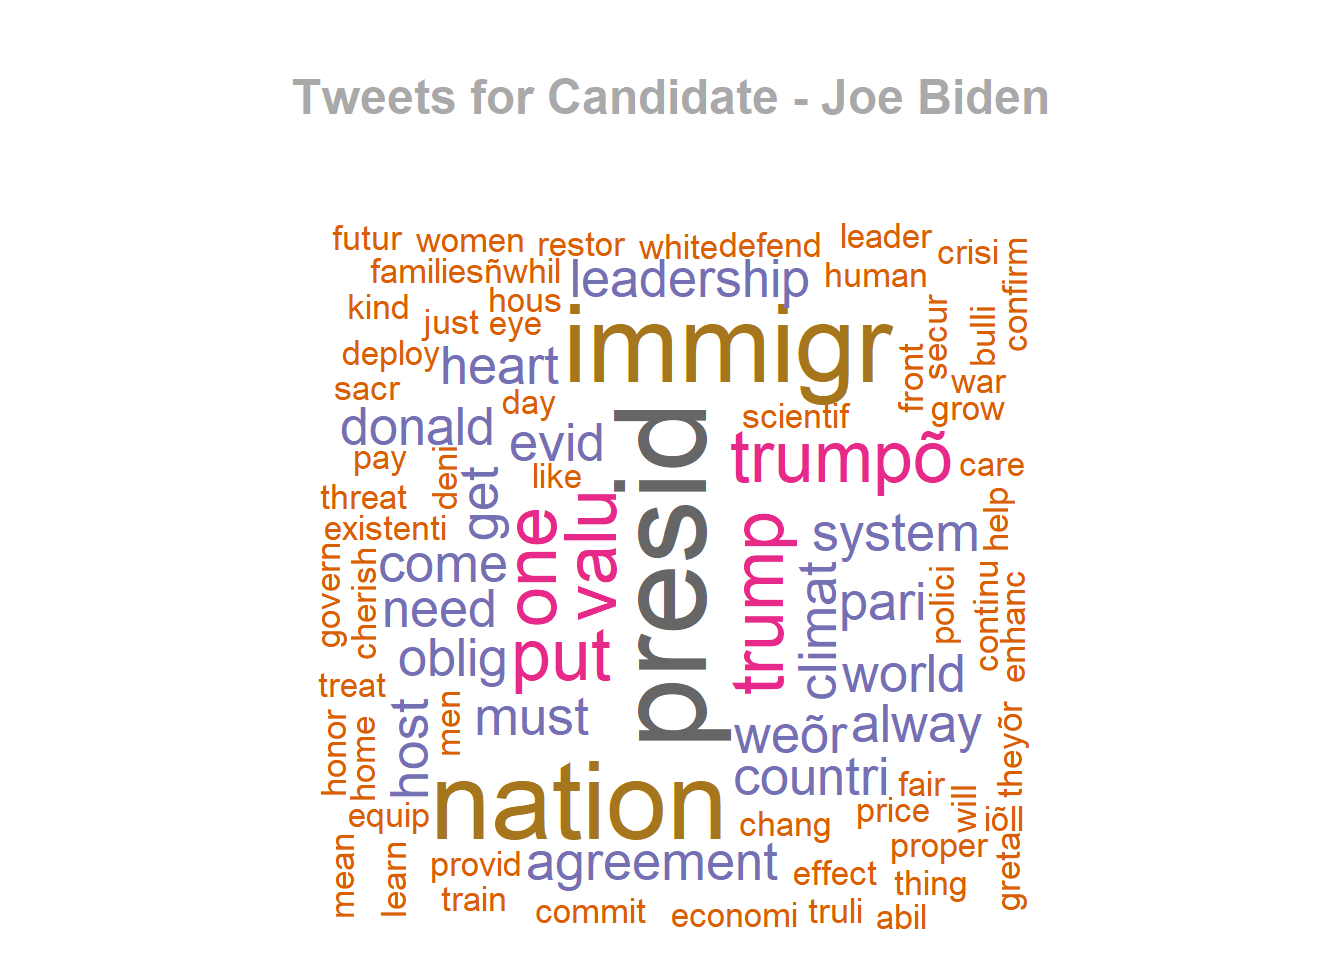 Tweets for Candidate - Joe Biden
futur
women
restor
white
defend
leader
crisi
confirm
familiesñwhil
leadership
human
kind
hous
just
eye
immigr
secur
bulli
deploy
heart
front
war
sacr
day
grow
donald
evid
scientif
presid
trumpõ
pay
deni
get
like
care
threat
existenti
one
valu
trump
system
help
govern
cherish
come
need
climat
pari
polici
continu
enhanc
oblig
put
world
treat
honor
home
host
men
must
weõr
alway
theyõr
nation
countri
fair
will
equip
chang
price
iõll
mean
learn
provid
agreement
effect
proper
thing
greta
train
commit
economi
truli
abil